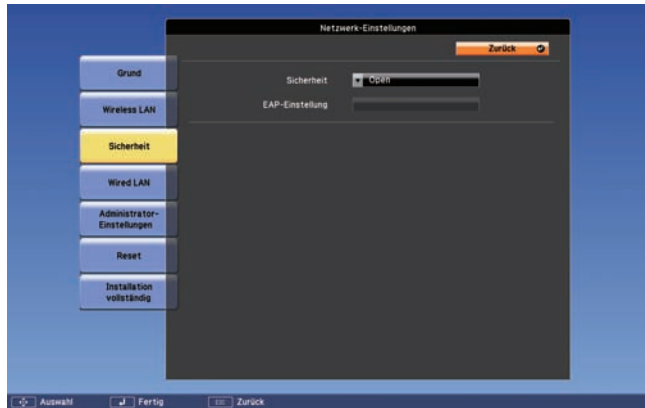 Netzwerk-Einstellungen
Zurück
Grund
Wireless LAN
Sicherheit
Wired LAN
Administrator-
Einstellungen
Reset
Installation
vollständig
Sicherheit Open
EAP-Einstellung
Auswahl Fertig Zurück